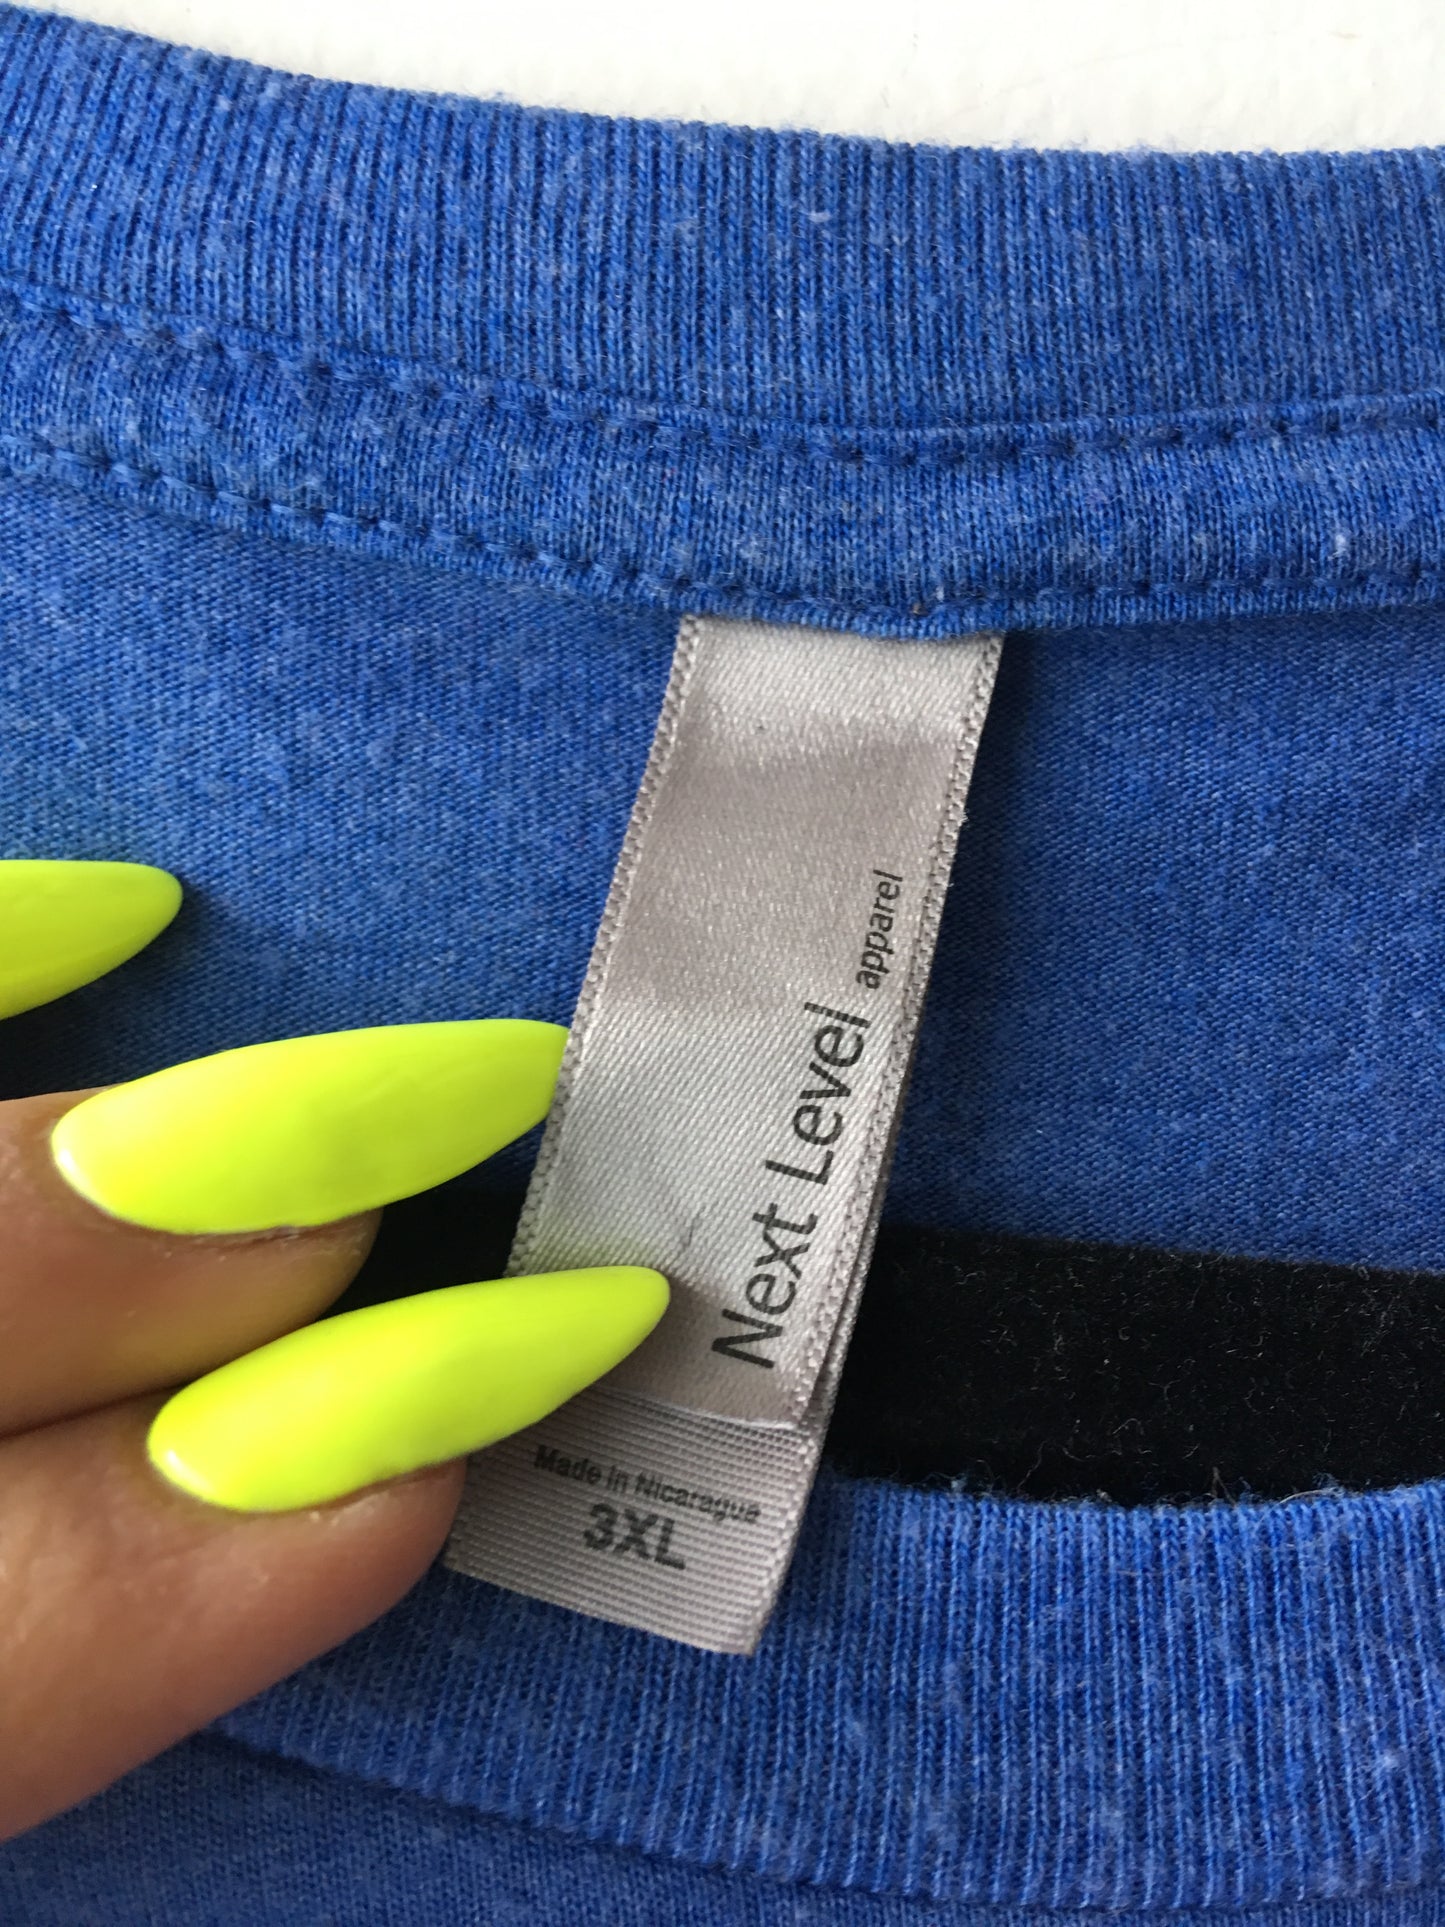 Next Level
apparel
Made in Nicaragua
3XL